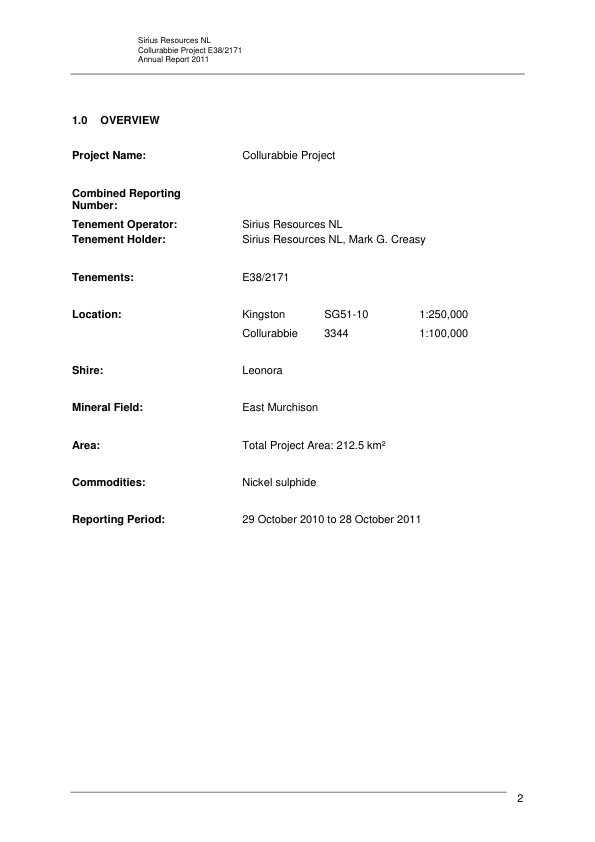 Sirius Resources NL
Collurabbie Project E38/2171
Annual Report 2011
1.0 OVERVIEW
Project Name: Collurabbie Project
Combined Reporting
Number:
Tenement Operator: Sirius Resources NL
Tenement Holder: Sirius Resources NL, Mark G. Creasy
Tenements: E38/2171
Location: Kingston SG51-10 1:250,000
Collurabbie 3344 1:100,000
Shire: Leonora
Mineral Field: East Murchison
Area: Total Project Area: 212.5 km²
Commodities: Nickel sulphide
Reporting Period: 29 October 2010 to 28 October 2011
2